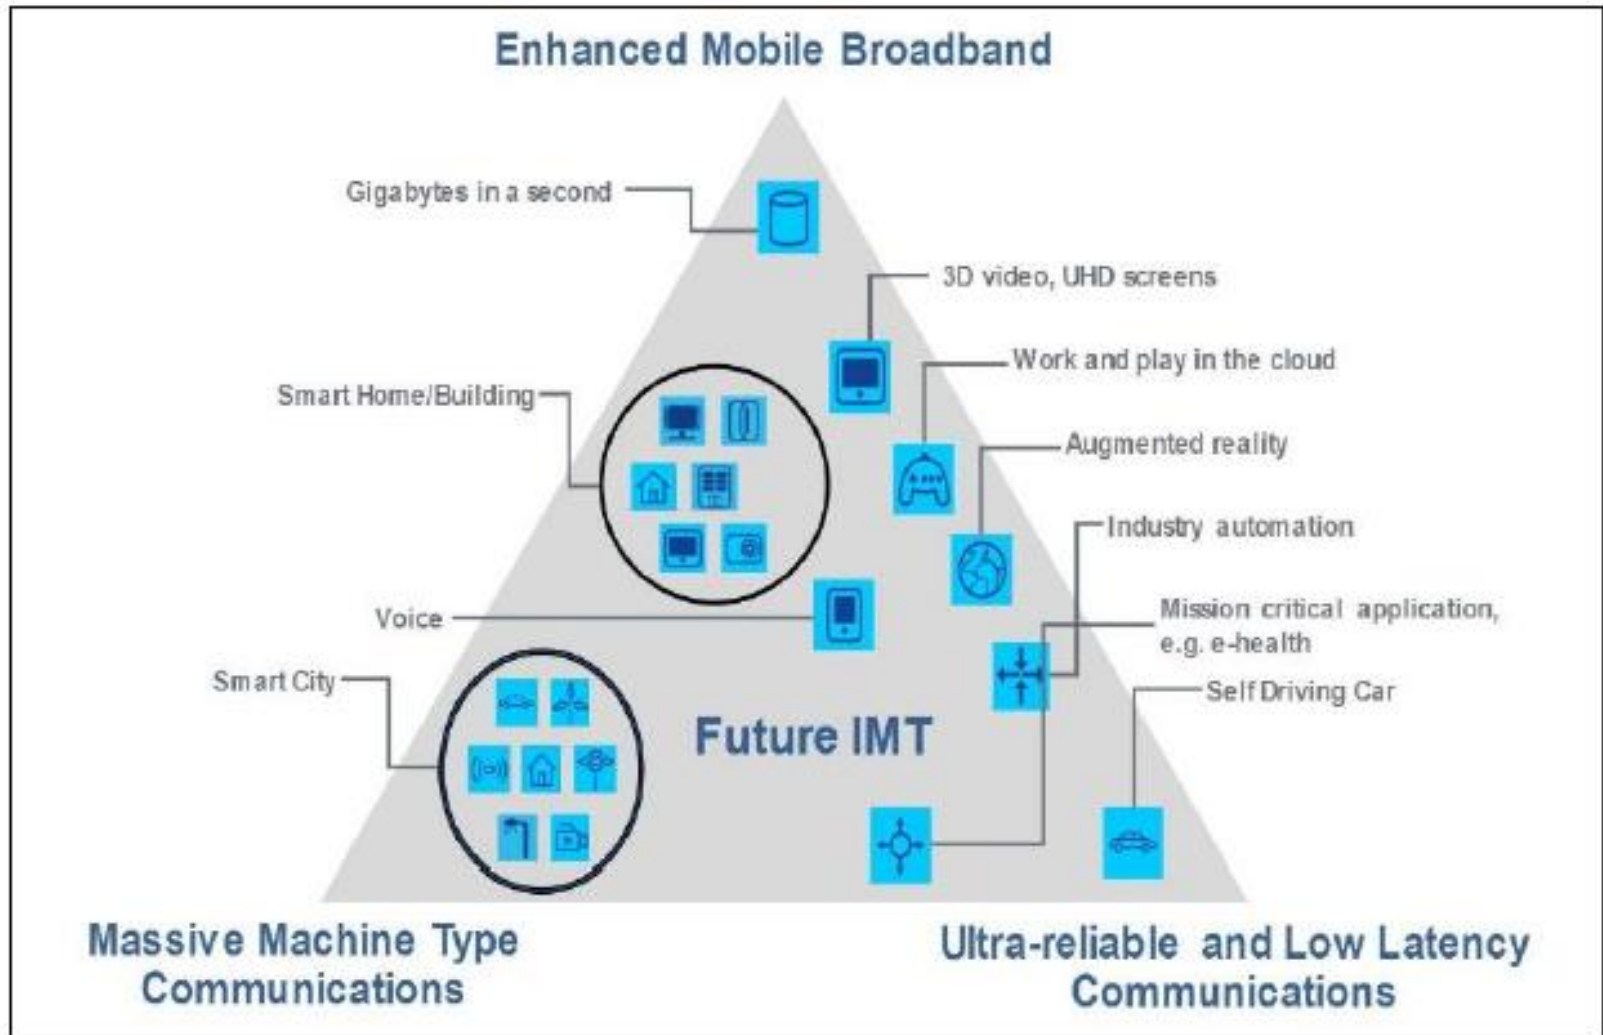 Enhanced Mobile Broadband
Gigabytes in a second
3D video, UHD screens
Work and play in the cloud
Smart Home/Building
Augmented reality
Industry automation
Voice
Mission critical application,
e.g. e-health
Smart City
Self Driving Car
Future IMT
Massive Machine Type
Communications
Ultra-reliable and Low Latency
Communications